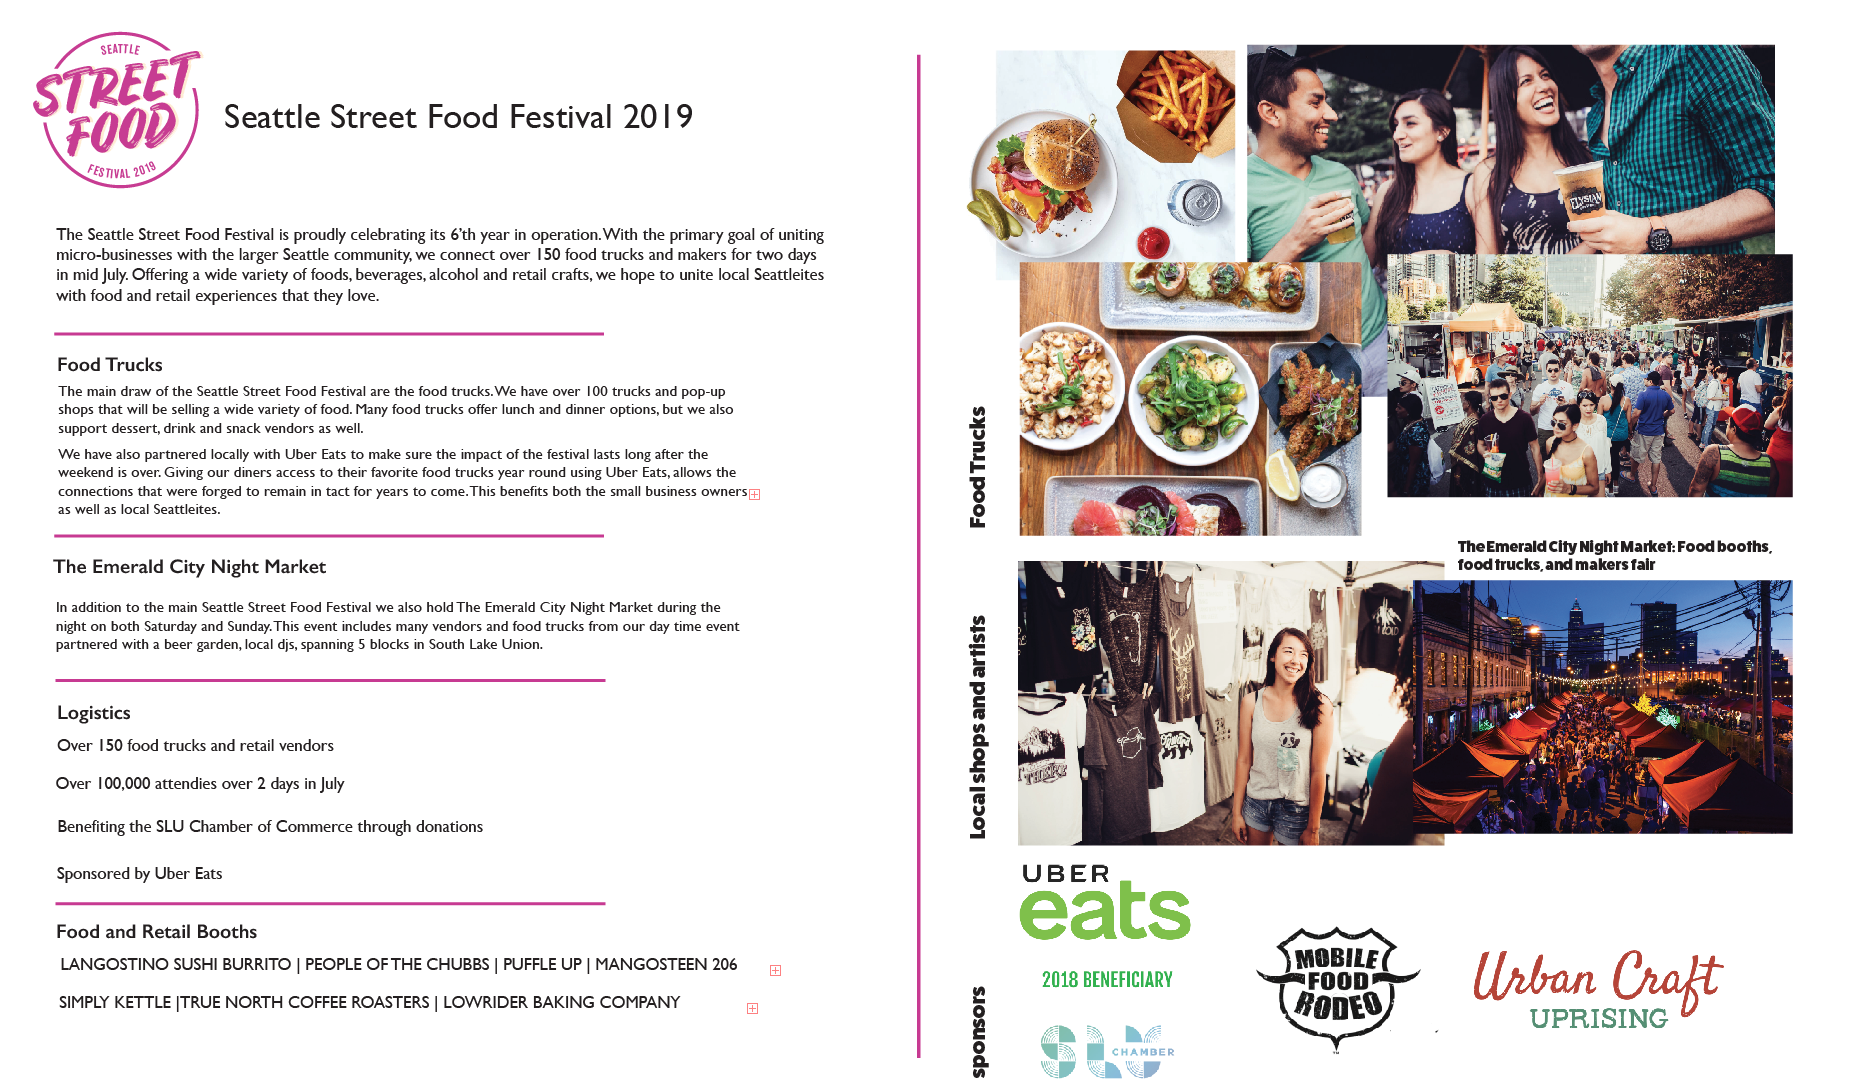 SEATTLE
STREET
FOOD
FESTIVAL 2019
Seattle Street Food Festival 2019
The Seattle Street Food Festival is proudly celebrating its 6'th year in operation. With the primary goal of uniting
micro-businesses with the larger Seattle community, we connect over 150 food trucks and makers for two days
in mid July. Offering a wide variety of foods, beverages, alcohol and retail crafts, we hope to unite local Seattleites
with food and retail experiences that they love.
Food Trucks
The main draw of the Seattle Street Food Festival are the food trucks. We have over 100 trucks and pop-up
shops that will be selling a wide variety of food. Many food trucks offer lunch and dinner options, but we also
support dessert, drink and snack vendors as well.
We have also partnered locally with Uber Eats to make sure the impact of the festival lasts long after the
weekend is over. Giving our diners access to their favorite food trucks year round using Uber Eats, allows the
connections that were forged to remain in tact for years to come. This benefits both the small business owners
as well as local Seattleites.
The Emerald City Night Market
In addition to the main Seattle Street Food Festival we also hold The Emerald City Night Market during the
night on both Saturday and Sunday. This event includes many vendors and food trucks from our day time event
partnered with a beer garden, local djs, spanning 5 blocks in South Lake Union.
Logistics
Over 150 food trucks and retail vendors
Over 100,000 attendies over 2 days in July
Benefiting the SLU Chamber of Commerce through donations
Sponsored by Uber Eats
Food and Retail Booths
LANGOSTINO SUSHI BURRITO | PEOPLE OF THE CHUBBS | PUFFLE UP | MANGOSTEEN 206
SIMPLY KETTLE |TRUE NORTH COFFEE ROASTERS | LOWRIDER BAKING COMPANY
ELYSIAN
Food Trucks
The Emerald City Night Market: Food booths,
food trucks, and makers fair
Local shops and artists
UBER
eats
2018 BENEFICIARY
SLU
CHAMBER
MOBILE
FOOD
RODEO
TM
Urban Craft
UPRISING
sponsors